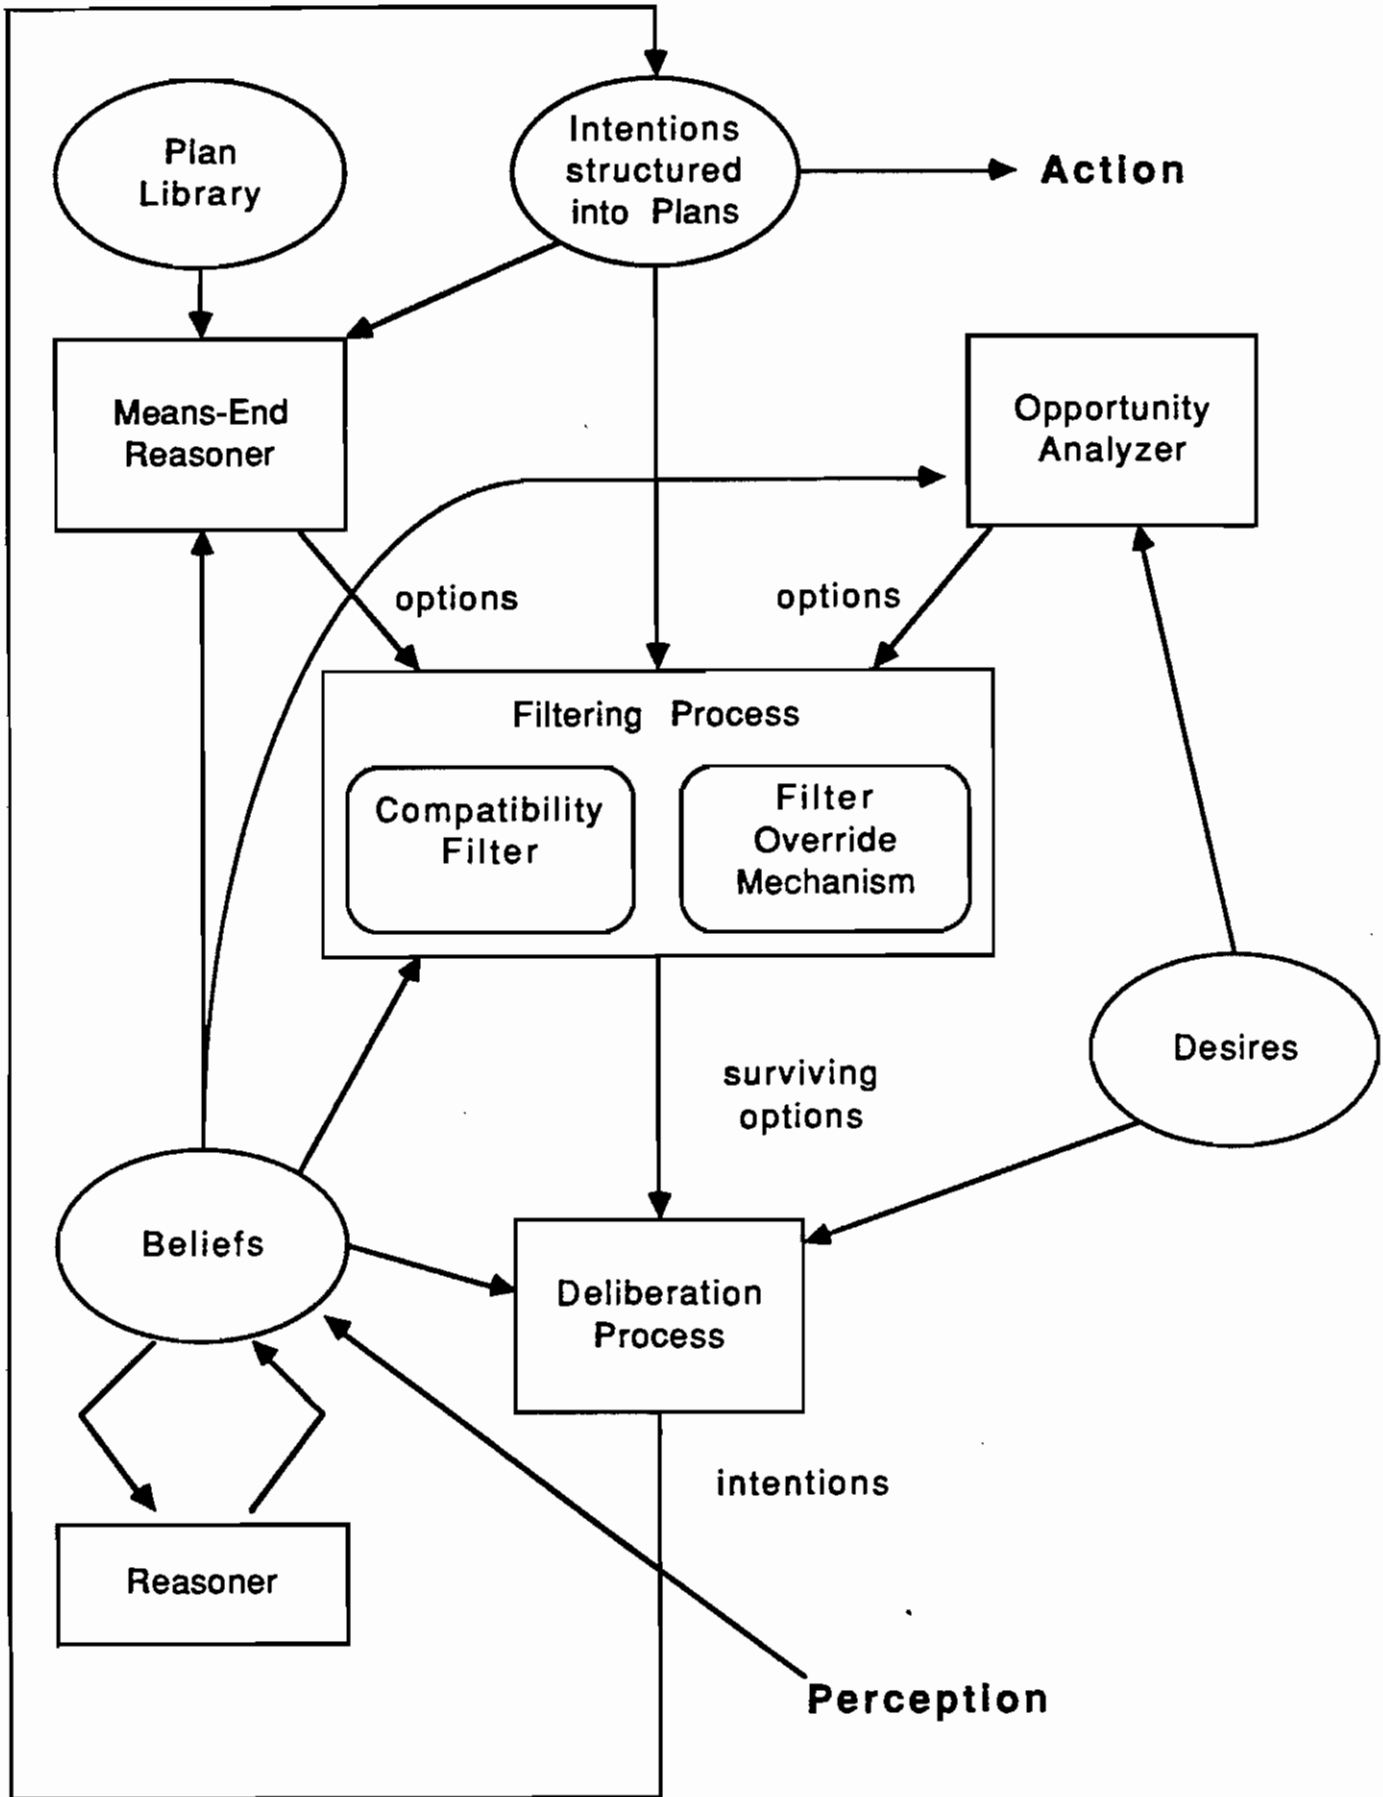 Plan
Library
Intentions
structured
into Plans
Action
Means-End
Reasoner
Opportunity
Analyzer
options
options
Filtering Process
Compatibility
Filter
Filter
Override
Mechanism
surviving
options
Desires
Beliefs
Deliberation
Process
intentions
Reasoner
Perception